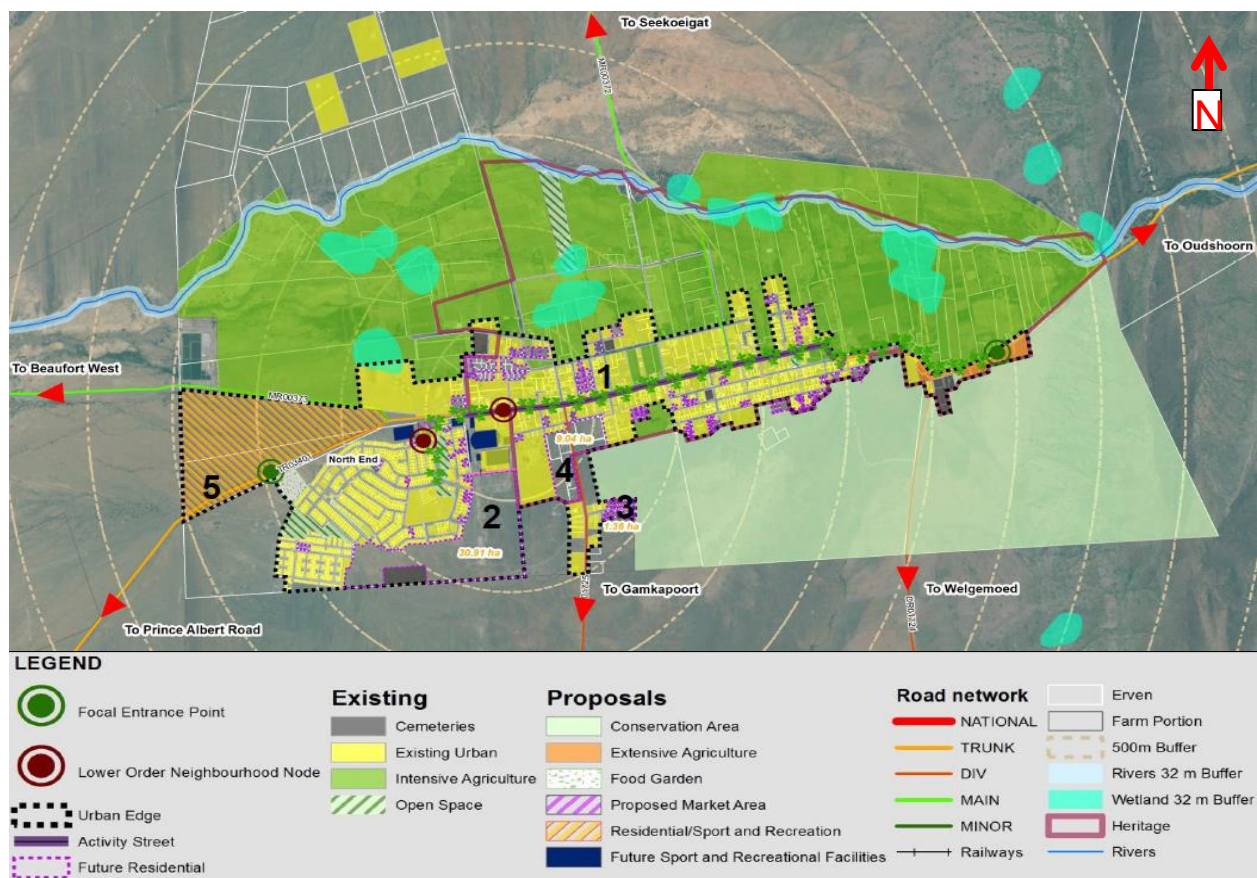 To Seekoeigat
MR00372
N
To Oudshoorn
To Beaufort West
MR00373
1
9.04 ha
North End
5
4
2
3
1.36 ha
30.91 ha
To Gamkapoort
To Welgemoed
To Prince Albert Road
LEGEND
Focal Entrance Point
Lower Order Neighbourhood Node
Urban Edge
Activity Street
Future Residential
Existing
Cemeteries
Existing Urban
Intensive Agriculture
Open Space
Proposals
Conservation Area
Extensive Agriculture
Food Garden
Proposed Market Area
Residential/Sport and Recreation
Future Sport and Recreational Facilities
Road network
NATIONAL
TRUNK
DIV
MAIN
MINOR
Railways
Erven
Farm Portion
500m Buffer
Rivers 32 m Buffer
Wetland 32 m Buffer
Heritage
Rivers